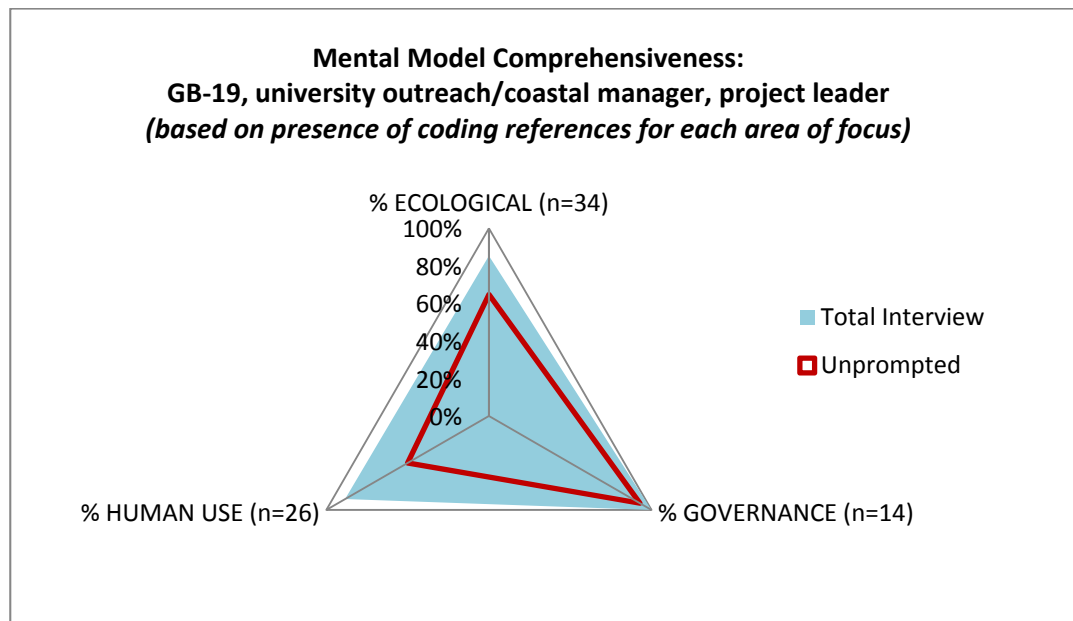 Mental Model Comprehensiveness:
GB-19, university outreach/coastal manager, project leader
(based on presence of coding references for each area of focus)
% ECOLOGICAL (n=34)
100%
80%
60%
40%
20%
0%
Total Interview
Unprompted
% HUMAN USE (n=26)
% GOVERNANCE (n=14)